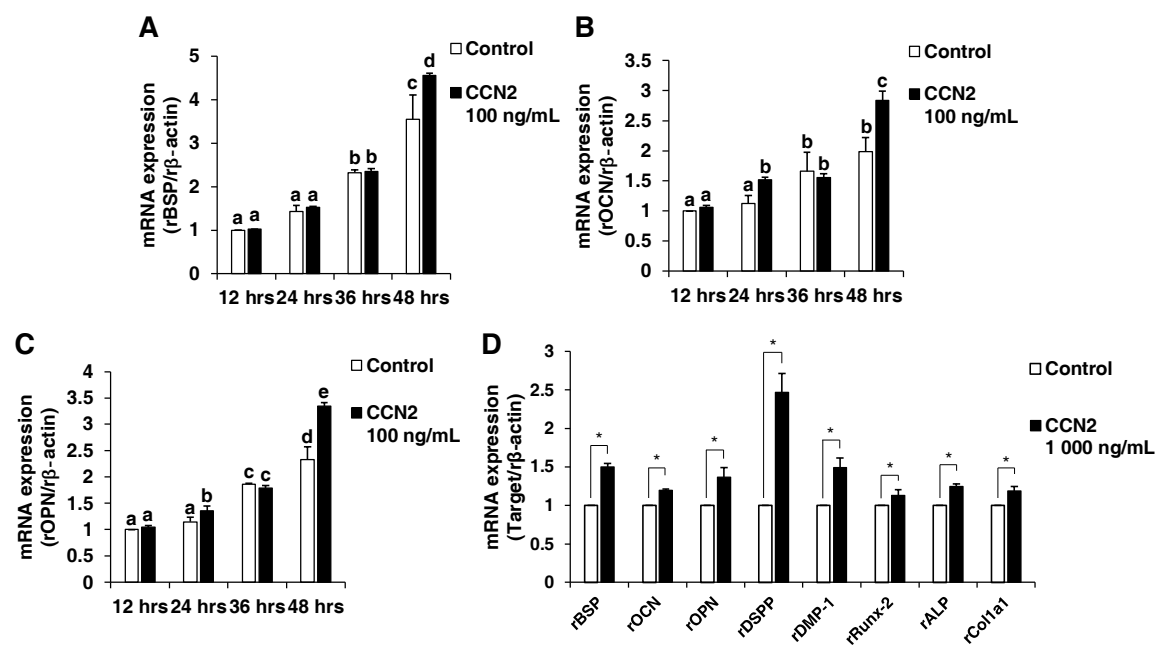 A
mRNA expression
(rBSP/rβ-actin)
5
4
3
2
1
0
a a
a a
b b
c
d
12 hrs 24 hrs 36 hrs 48 hrs
Control
CCN2
100 ng/mL
B
mRNA expression
(rOCN/rβ-actin)
3.5
3
2.5
2
1.5
1
0.5
0
a a
a
b
b b
b
c
12 hrs 24 hrs 36 hrs 48 hrs
Control
CCN2
100 ng/mL
C
mRNA expression
(rOPN/rβ-actin)
4
3.5
3
2.5
2
1.5
1
0.5
0
a a
a
b
c c
d
e
12 hrs 24 hrs 36 hrs 48 hrs
Control
CCN2
100 ng/mL
D
mRNA expression
(Target/rβ-actin)
3
2.5
2
1.5
1
0.5
0
* * * * * * * *
rBSP
rOCN
rOPN
rDSPP
rDMP-1
rRunx-2
rALP
rCol1a1
Control
CCN2
1 000 ng/mL